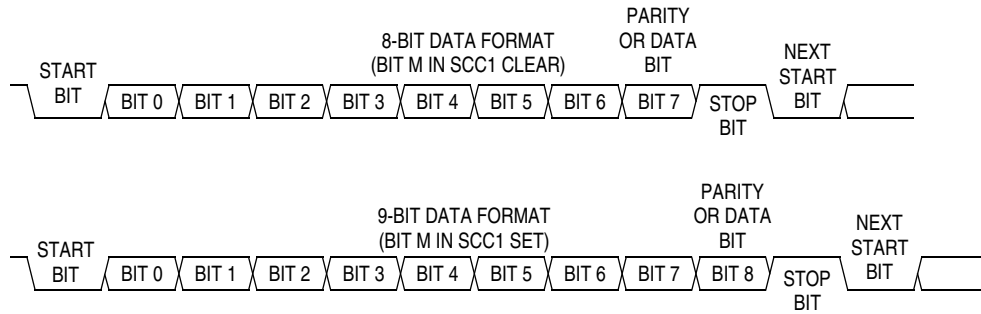 PARITY
OR DATA
BIT
8-BIT DATA FORMAT
(BIT M IN SCC1 CLEAR)
NEXT
START
BIT
START
BIT
BIT 0 BIT 1 BIT 2 BIT 3 BIT 4 BIT 5 BIT 6 BIT 7
STOP
BIT
PARITY
OR DATA
BIT
9-BIT DATA FORMAT
(BIT M IN SCC1 SET)
NEXT
START
BIT
START
BIT
BIT 0 BIT 1 BIT 2 BIT 3 BIT 4 BIT 5 BIT 6 BIT 7 BIT 8
STOP
BIT